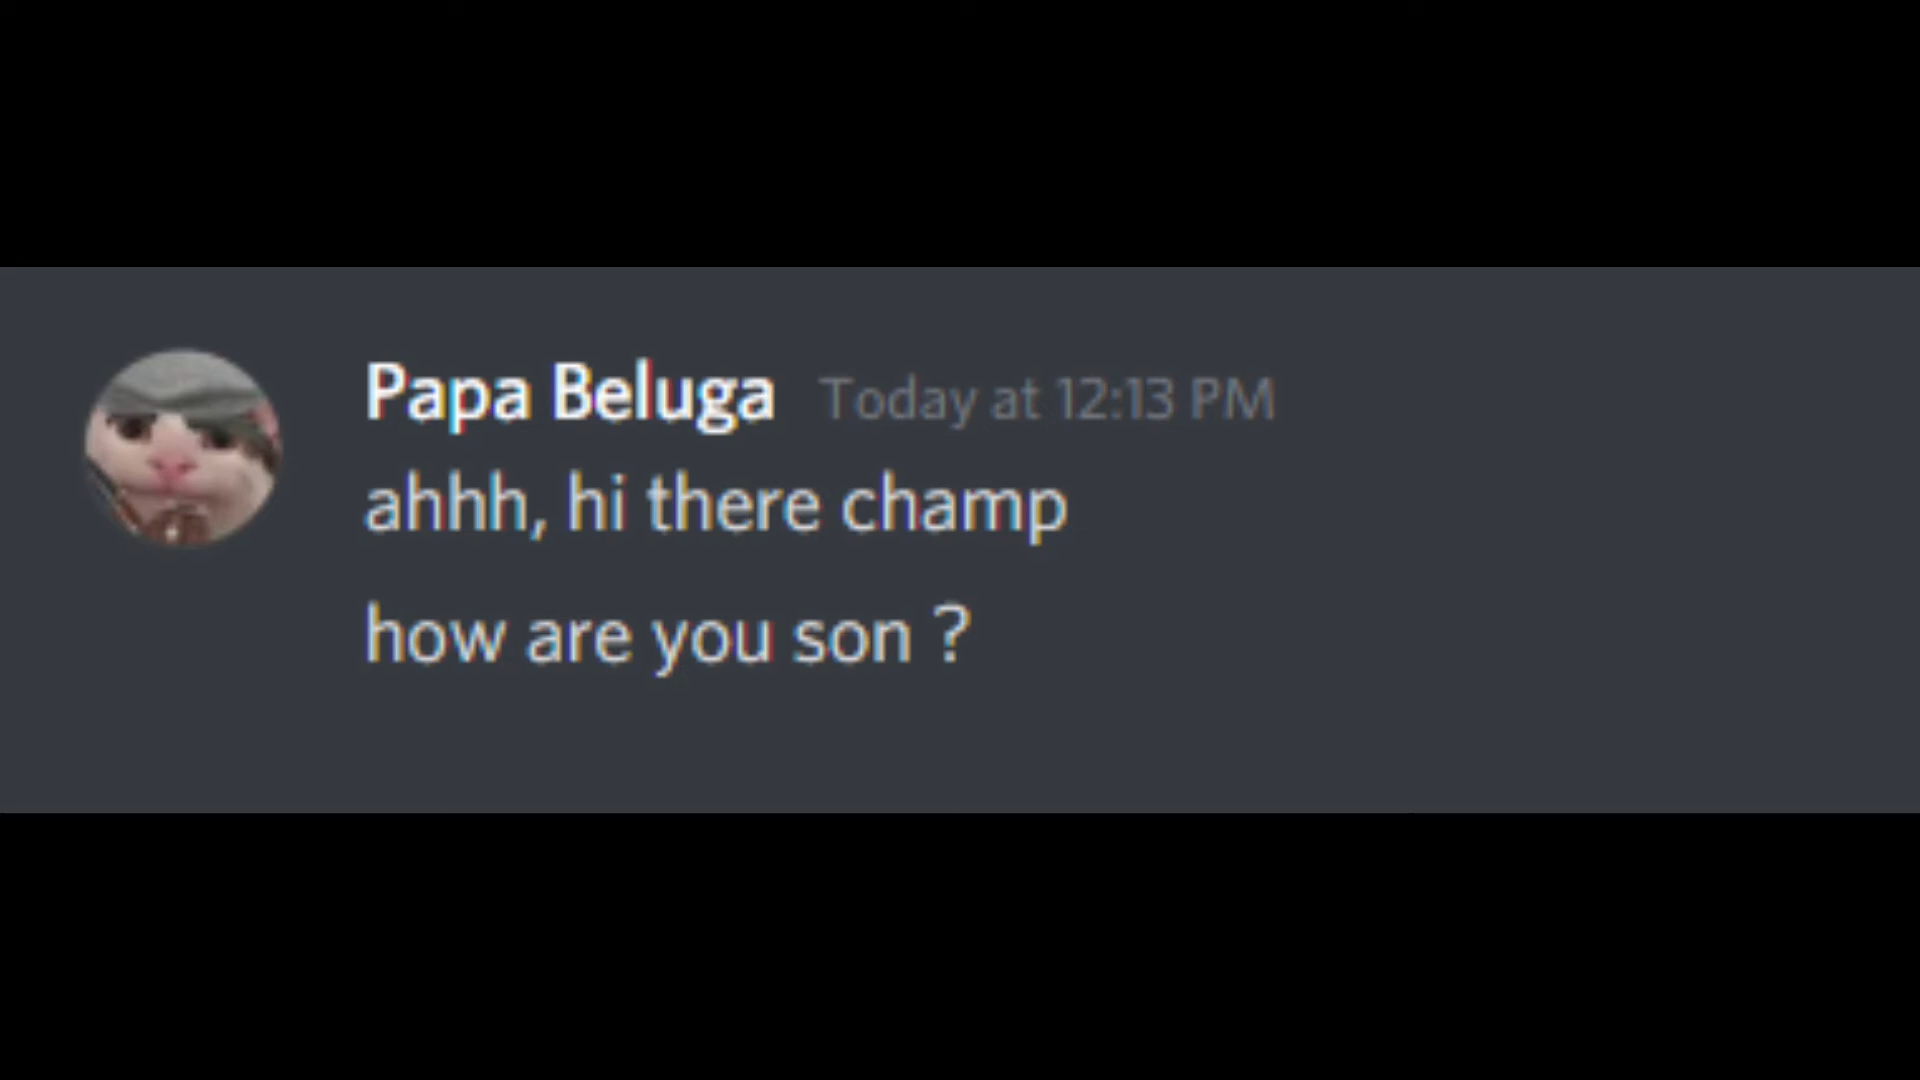 Papa Beluga Today at 12:13 PM
ahhh, hi there champ
how are you son ?